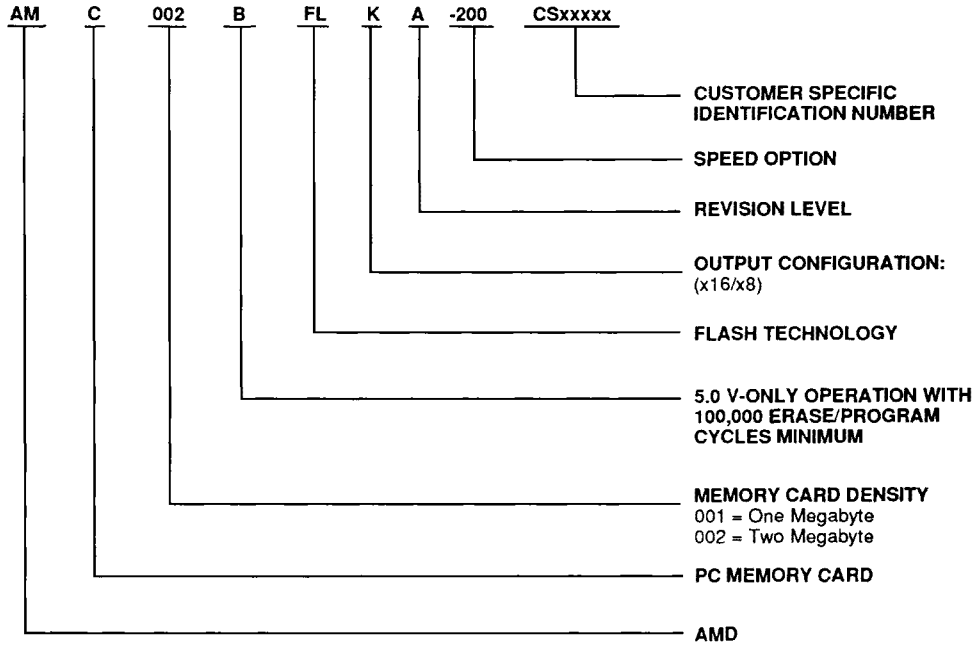 AM C 002 B FL K A -200 CSxxxxx
CUSTOMER SPECIFIC
IDENTIFICATION NUMBER
SPEED OPTION
REVISION LEVEL
OUTPUT CONFIGURATION:
(x16/x8)
FLASH TECHNOLOGY
5.0 V-ONLY OPERATION WITH
100,000 ERASE/PROGRAM
CYCLES MINIMUM
MEMORY CARD DENSITY
001 = One Megabyte
002 = Two Megabyte
PC MEMORY CARD
AMD